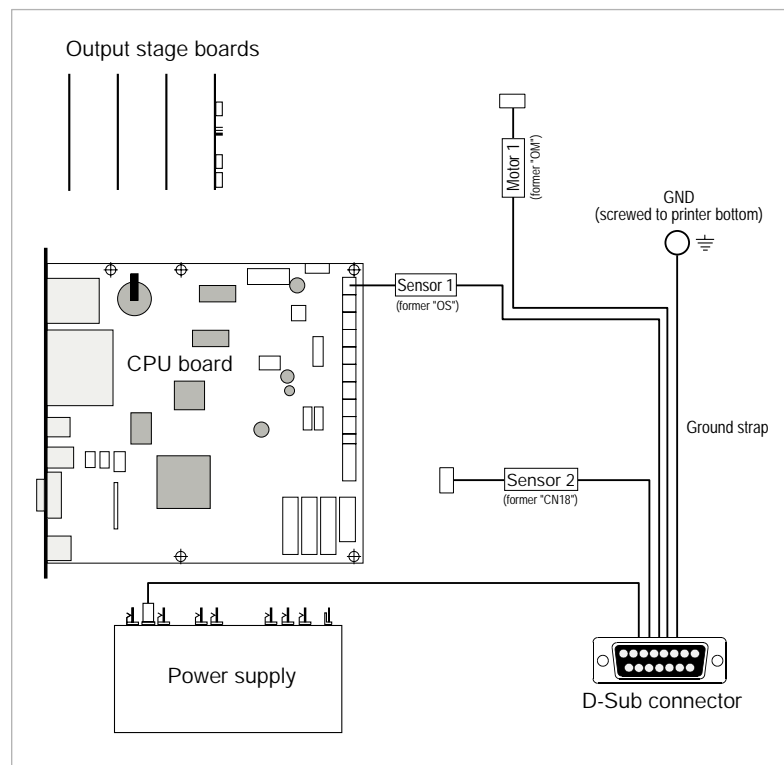 Output stage boards
Motor 1
(former "OM")
GND
(screwed to printer bottom)
Sensor 1
(former "OS")
CPU board
Ground strap
Sensor 2
(former "CN18")
Power supply
D-Sub connector